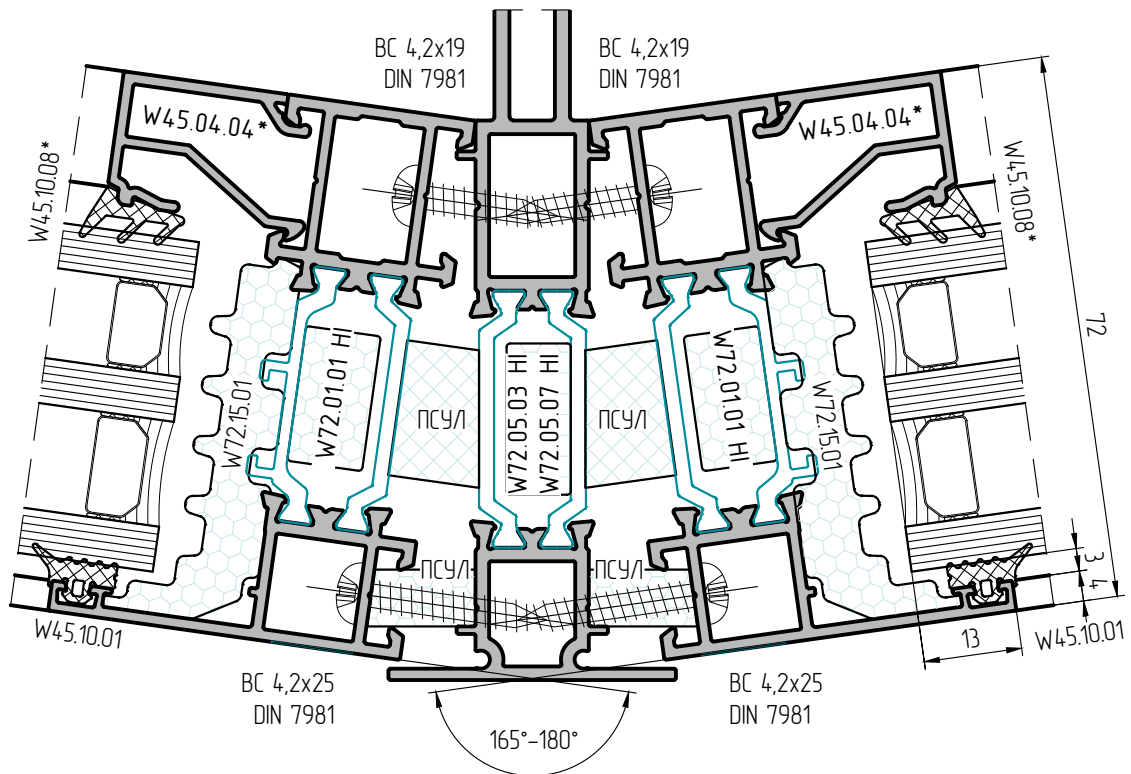 ВС 4,2x19
DIN 7981
ВС 4,2x19
DIN 7981
W45.04.04*
W45.04.04*
W45.10.08*
W45.10.08*
72
W72.15.01
W72.01.01 HI
ПСУЛ
W72.05.03 HI
W72.05.07 HI
ПСУЛ
W72.01.01 HI
W72.15.01
ПСУЛ
ПСУЛ
3
4
13
W45.10.01
W45.10.01
ВС 4,2x25
DIN 7981
ВС 4,2x25
DIN 7981
165°-180°